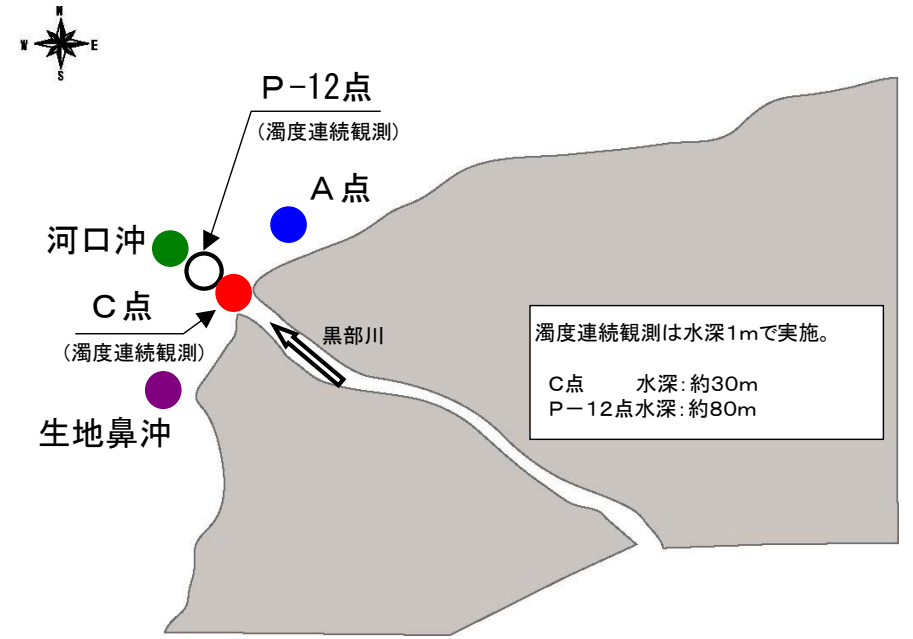 N
W E
S
P-12点
(濁度連続観測)
A点
河口沖
C点
(濁度連続観測)
黒部川
生地鼻沖
濁度連続観測は水深1mで実施。
C点 水深:約30m
P-12点水深:約80m